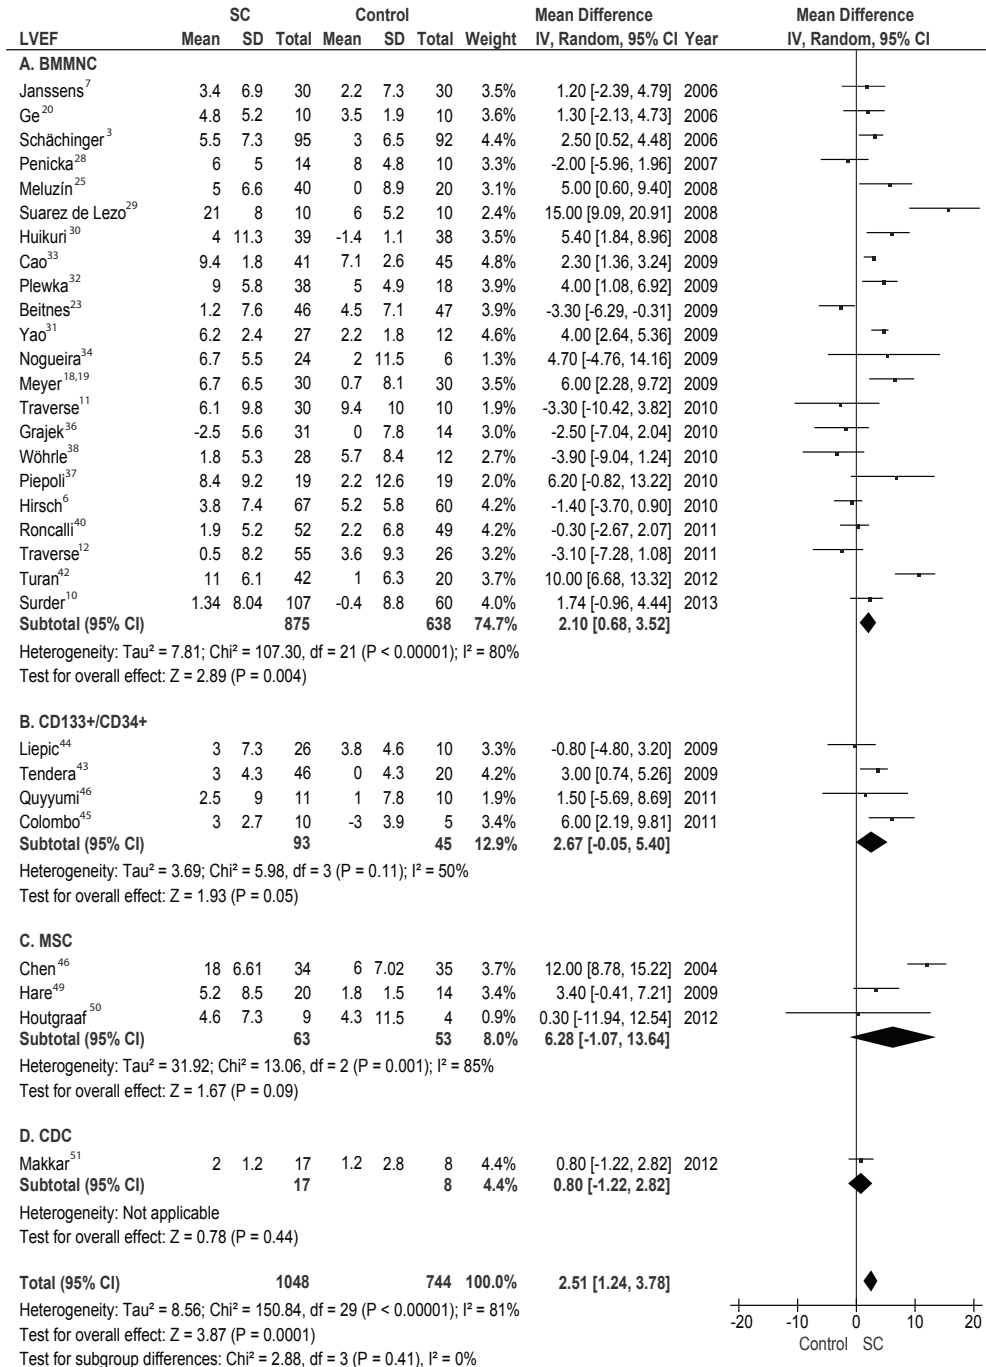 SC Control Mean Difference Mean Difference
LVEF Mean SD Total Mean SD Total Weight IV, Random, 95% CI Year IV, Random, 95% CI
A. BMMNC
Janssens7 3.4 6.9 30 2.2 7.3 30 3.5% 1.20 [-2.39, 4.79] 2006
Ge20 4.8 5.2 10 3.5 1.9 10 3.6% 1.30 [-2.13, 4.73] 2006
Schächinger3 5.5 7.3 95 3 6.5 92 4.4% 2.50 [0.52, 4.48] 2006
Penicka28 6 5 14 8 4.8 10 3.3% -2.00 [-5.96, 1.96] 2007
Meluzín25 5 6.6 40 0 8.9 20 3.1% 5.00 [0.60, 9.40] 2008
Suarez de Lezo29 21 8 10 6 5.2 10 2.4% 15.00 [9.09, 20.91] 2008
Huikuri30 4 11.3 39 -1.4 1.1 38 3.5% 5.40 [1.84, 8.96] 2008
Cao33 9.4 1.8 41 7.1 2.6 45 4.8% 2.30 [1.36, 3.24] 2009
Plewka32 9 5.8 38 5 4.9 18 3.9% 4.00 [1.08, 6.92] 2009
Beitnes23 1.2 7.6 46 4.5 7.1 47 3.8% -3.30 [-6.29, -0.31] 2009
Yao31 6.2 2.4 27 2.2 1.8 12 4.7% 4.00 [2.64, 5.36] 2009
Nogueira34 6.7 5.5 24 2 11.5 6 1.3% 4.70 [-4.76, 14.16] 2009
Meyer18,19 6.7 6.5 30 0.7 8.1 30 3.5% 6.00 [2.28, 9.72] 2009
Traverse11 6.1 9.8 30 9.4 10 10 1.9% -3.30 [-10.42, 3.82] 2010
Grajek36 -2.5 5.6 31 0 7.8 14 3.0% -2.50 [-7.04, 2.04] 2010
Wöhrle38 1.8 5.3 28 5.7 8.4 12 2.7% -3.90 [-9.04, 1.24] 2010
Piepoli37 8.4 9.2 19 2.2 12.6 19 2.0% 6.20 [-0.82, 13.22] 2010
Hirsch6 3.8 7.4 67 5.2 5.8 60 4.2% -1.40 [-3.70, 0.90] 2010
Roncalli40 1.9 5.2 52 2.2 6.8 49 4.2% -0.30 [-2.67, 2.07] 2011
Traverse12 0.5 8.2 55 3.6 9.3 26 3.2% -3.10 [-7.28, 1.08] 2011
Turan42 11 6.1 42 1 6.3 20 3.7% 10.00 [6.68, 13.32] 2012
Surder10 1.34 8.04 107 -0.4 8.8 60 4.0% 1.74 [-0.96, 4.44] 2013
Subtotal (95% CI) 875 638 74.7% 2.10 [0.68, 3.52]
Heterogeneity: Tau² = 7.81; Chi² = 107.30, df = 21 (P < 0.00001); I² = 80%
Test for overall effect: Z = 2.89 (P = 0.004)
B. CD133+/CD34+
Liepic44 3 7.3 26 3.8 4.6 10 3.3% -0.80 [-4.80, 3.20] 2009
Tendera43 3 4.3 46 0 4.3 20 4.2% 3.00 [0.74, 5.26] 2009
Quyyumi46 2.5 9 11 1 7.8 10 1.9% 1.50 [-5.69, 8.69] 2011
Colombo45 3 2.7 10 -3 3.9 5 3.4% 6.00 [2.19, 9.81] 2011
Subtotal (95% CI) 93 45 12.9% 2.67 [-0.05, 5.40]
Heterogeneity: Tau² = 3.69; Chi² = 5.98, df = 3 (P = 0.11); I² = 50%
Test for overall effect: Z = 1.93 (P = 0.05)
C. MSC
Chen46 18 6.61 34 6 7.02 35 3.7% 12.00 [8.78, 15.22] 2004
Hare49 5.2 8.5 20 1.8 1.5 14 3.4% 3.40 [-0.41, 7.21] 2009
Houtgraaf50 4.6 7.3 9 4.3 11.5 4 0.9% 0.30 [-11.94, 12.54] 2012
Subtotal (95% CI) 63 53 8.0% 6.28 [-1.07, 13.64]
Heterogeneity: Tau² = 31.92; Chi² = 13.06, df = 2 (P = 0.001); I² = 85%
Test for overall effect: Z = 1.67 (P = 0.09)
D. CDC
Makkar51 2 1.2 17 1.2 2.8 8 4.4% 0.80 [-1.22, 2.82] 2012
Subtotal (95% CI) 17 8 4.4% 0.80 [-1.22, 2.82]
Heterogeneity: Not applicable
Test for overall effect: Z = 0.78 (P = 0.44)
Total (95% CI) 1048 744 100.0% 2.51 [1.24, 3.78]
Heterogeneity: Tau² = 8.56; Chi² = 150.84, df = 29 (P < 0.00001); I² = 81%
Test for overall effect: Z = 3.87 (P = 0.0001)
Test for subgroup differences: Chi² = 2.88, df = 3 (P = 0.41), I² = 0%
-20 -10 0 10 20
Control SC